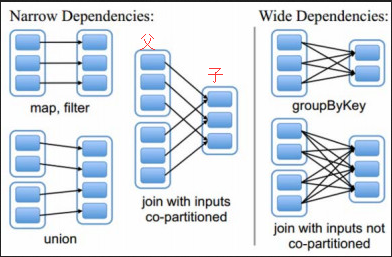 Narrow Dependencies:
Wide Dependencies:
父
子
map, filter
groupByKey
union
join with inputs
co-partitioned
join with inputs not
co-partitioned